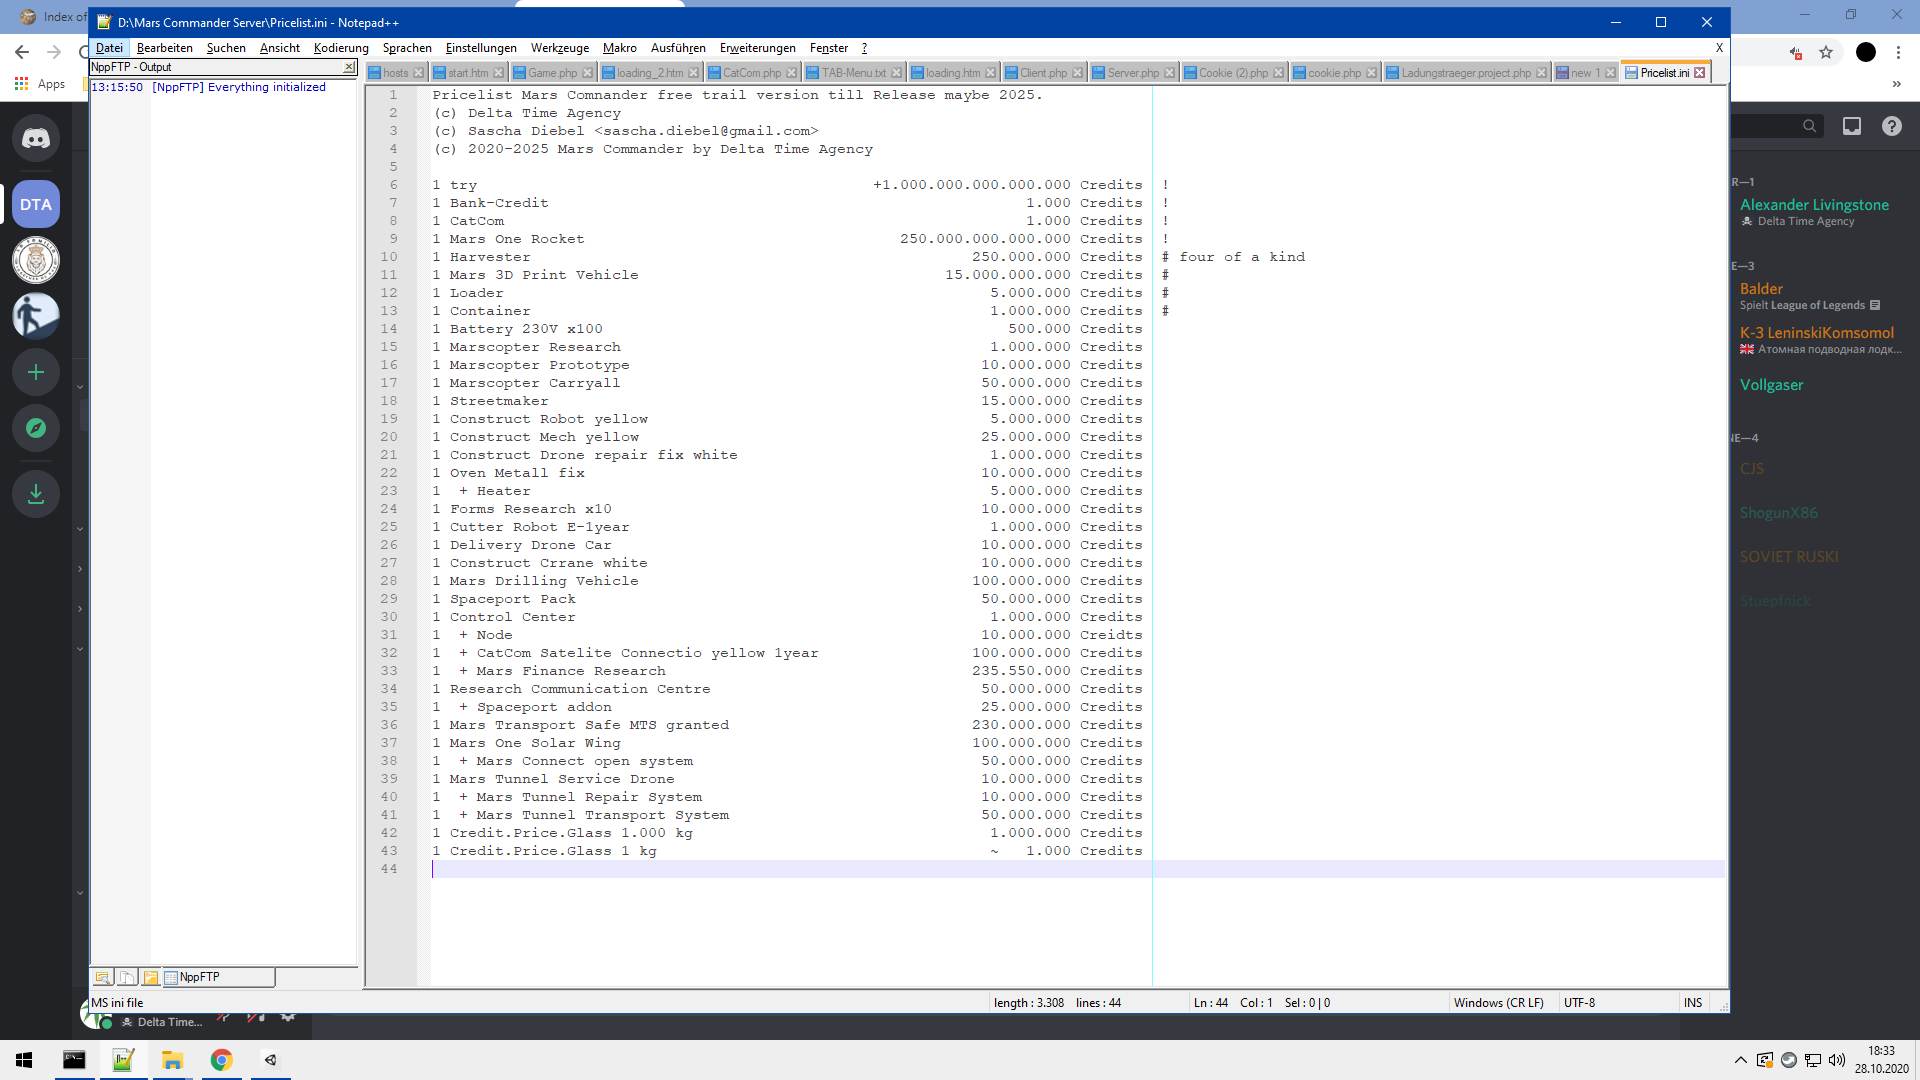 Index of
D:\Mars Commander Server\Pricelist.ini - Notepad++
Datei Bearbeiten Suchen Ansicht Kodierung Sprachen Einstellungen Werkzeuge Makro Ausführen Erweiterungen Fenster ? X
NppFTP - Output
hosts start.htm Game.php loading_2.htm CatCom.php TAB-Menu.txt loading.htm Client.php Server.php Cookie (2).php cookie.php Ladungstraeger.project.php new 1 Pricelist.ini
Apps
13:15:50 [NppFTP] Everything initialized
1 Pricelist Mars Comnander free trail version till Release maybe 2025.
2 (c) Delta Time Agency
3 (c) Sascha Diebel <sascha.diebel@gmail.com>
4 (c) 2020-2025 Mars Commander by Delta Time Agency
5
6 1 try +1.000.000.000.000.000 Credits !
7 1 Bank-Credit 1.000 Credits !
8 1 CatCom 1.000 Credits !
9 1 Mars One Rocket 250.000.000.000.000 Credits !
10 1 Harvester 250.000.000 Credits # four of a kind
11 1 Mars 3D Print Vehicle 15.000.000.000 Credits #
12 1 Loader 5.000.000 Credits #
13 1 Container 1.000.000 Credits #
14 1 Battery 230V x100 500.000 Credits
15 1 Marscopter Research 1.000.000 Credits
16 1 Marscopter Prototype 10.000.000 Credits
17 1 Marscopter Carryall 50.000.000 Credits
18 1 Streetmaker 15.000.000 Credits
19 1 Construct Robot yellow 5.000.000 Credits
20 1 Construct Mech yellow 25.000.000 Credits
21 1 Construct Drone repair fix white 1.000.000 Credits
22 1 Oven Metall fix 10.000.000 Credits
23 1 + Heater 5.000.000 Credits
24 1 Forms Research x10 10.000.000 Credits
25 1 Cutter Robot E-1year 1.000.000 Credits
26 1 Delivery Drone Car 10.000.000 Credits
27 1 Construct Crrane white 10.000.000 Credits
28 1 Mars Drilling Vehicle 100.000.000 Credits
29 1 Spaceport Pack 50.000.000 Credits
30 1 Control Center 1.000.000 Credits
31 1 + Node 10.000.000 Creidts
32 1 + CatCom Satelite Connectio yellow 1year 100.000.000 Credits
33 1 + Mars Finance Research 235.550.000 Credits
34 1 Research Communication Centre 50.000.000 Credits
35 1 + Spaceport addon 25.000.000 Credits
36 1 Mars Transport Safe MTS granted 230.000.000 Credits
37 1 Mars One Solar Wing 100.000.000 Credits
38 1 + Mars Connect open system 50.000.000 Credits
39 1 Mars Tunnel Service Drone 10.000.000 Credits
40 1 + Mars Tunnel Repair System 10.000.000 Credits
41 1 + Mars Tunnel Transport System 50.000.000 Credits
42 1 Credit.Price.Glass 1.000 kg 1.000.000 Credits
43 1 Credit.Price.Glass 1 kg ~ 1.000 Credits
44
DTA
R—1
Alexander Livingstone
Delta Time Agency
E—3
Balder
Spielt League of Legends
K-3 LeninskiKomsomol
Атомная подводная лодк...
Vollgaser
NE—4
CJS
ShogunX86
SOVIET RUSKI
Stuepfnick
NppFTP
MS ini file length : 3.308 lines : 44 Ln : 44 Col : 1 Sel : 0 | 0 Windows (CR LF) UTF-8 INS
Delta Time...
18:33
28.10.2020